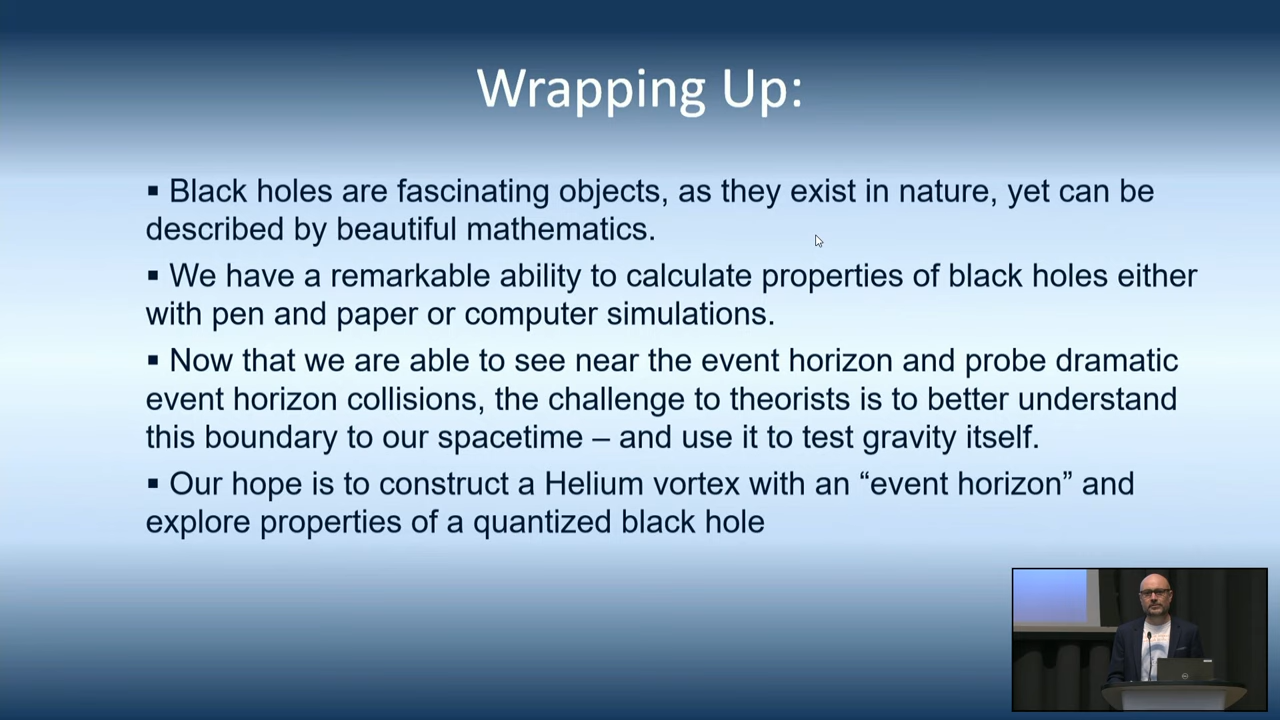 Wrapping Up:
▪ Black holes are fascinating objects, as they exist in nature, yet can be
described by beautiful mathematics.
▪ We have a remarkable ability to calculate properties of black holes either
with pen and paper or computer simulations.
▪ Now that we are able to see near the event horizon and probe dramatic
event horizon collisions, the challenge to theorists is to better understand
this boundary to our spacetime – and use it to test gravity itself.
▪ Our hope is to construct a Helium vortex with an “event horizon” and
explore properties of a quantized black hole